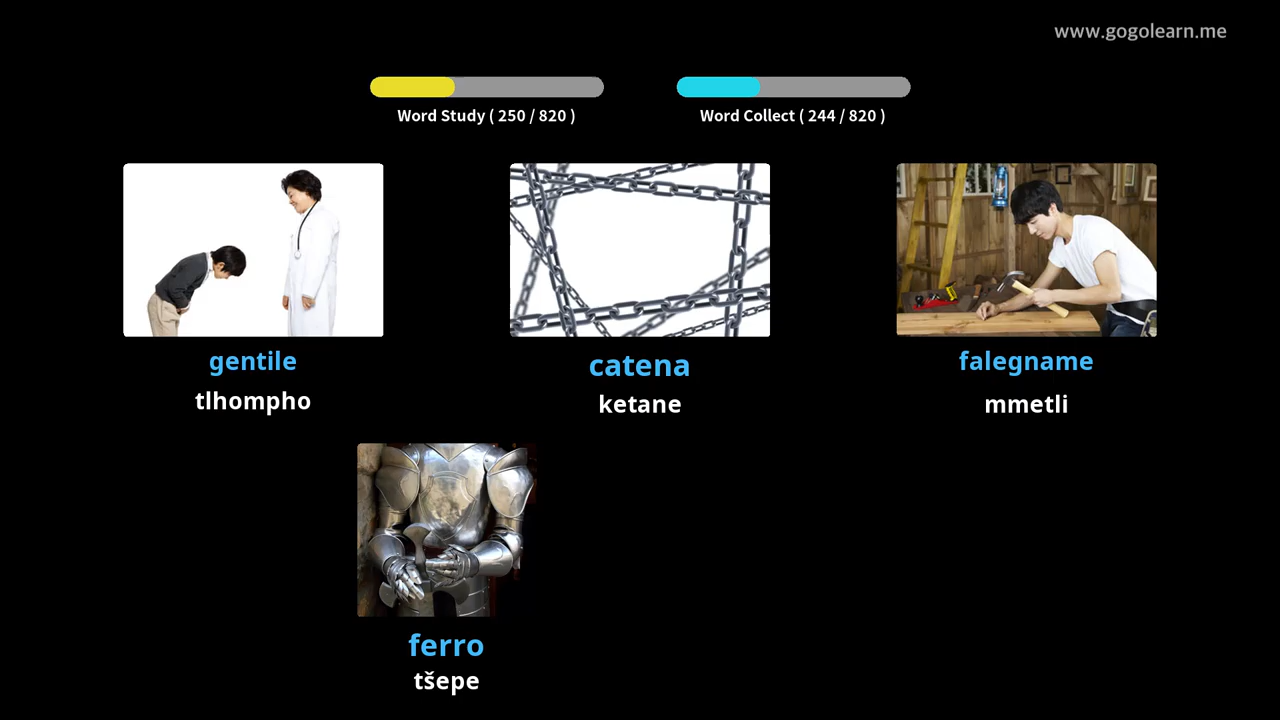 www.gogolearn.me
Word Study ( 250 / 820 )
Word Collect ( 244 / 820 )
gentile
tlhompho
catena
ketane
falegname
mmetli
ferro
tšepe